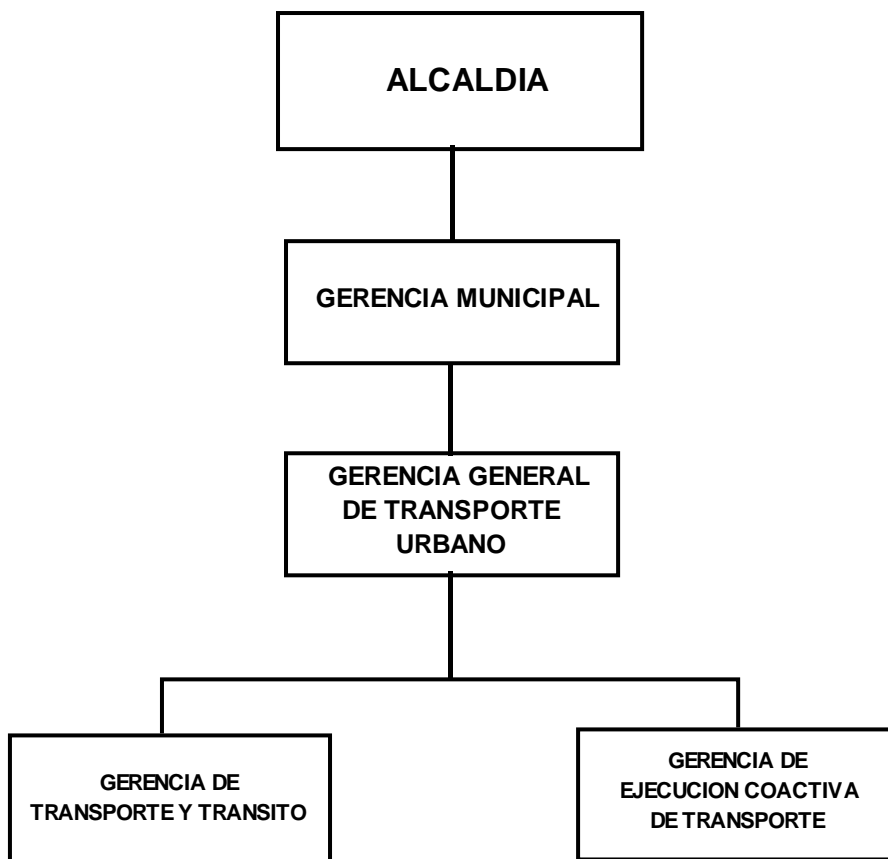 ALCALDIA
GERENCIA MUNICIPAL
GERENCIA GENERAL
DE TRANSPORTE
URBANO
GERENCIA DE
TRANSPORTE Y TRANSITO
GERENCIA DE
EJECUCION COACTIVA
DE TRANSPORTE